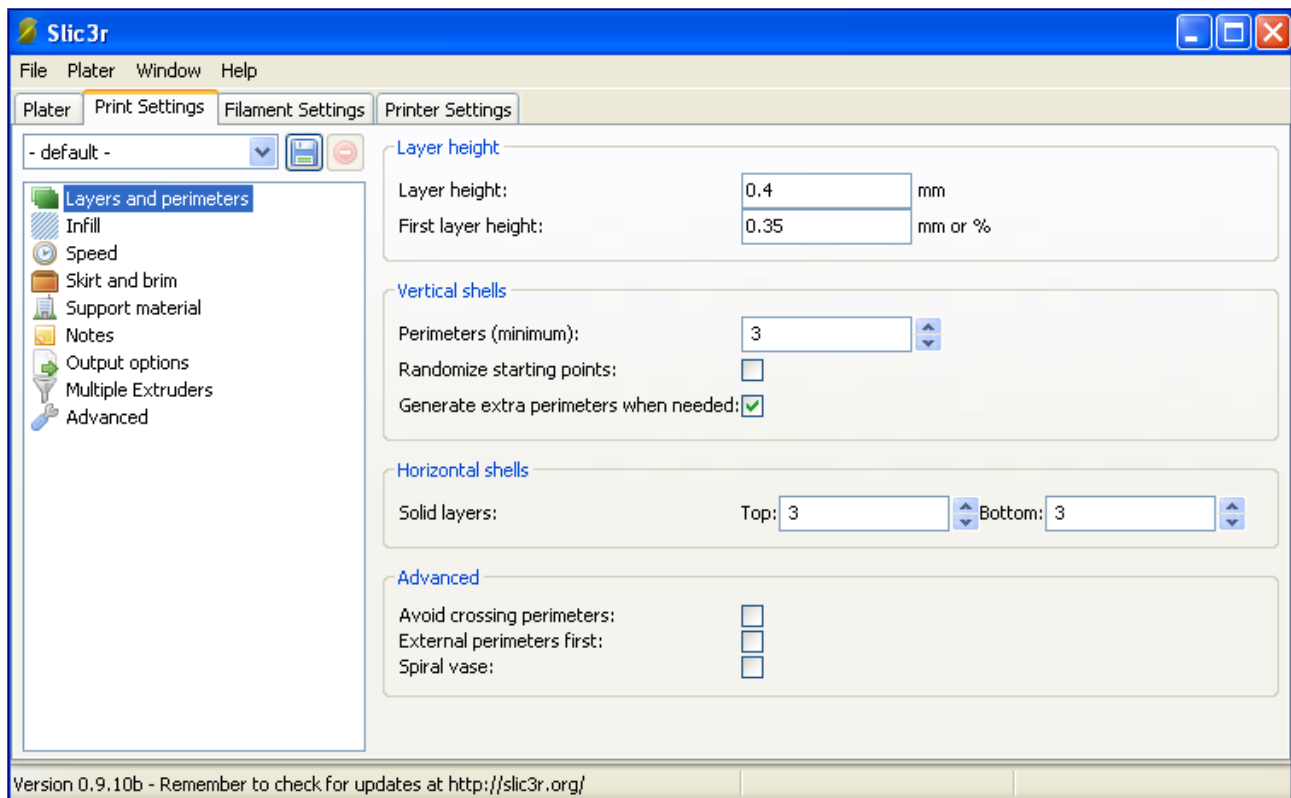 Slic3r
File Plater Window Help
Plater Print Settings Filament Settings Printer Settings
- default -
Layers and perimeters
Infill
Speed
Skirt and brim
Support material
Notes
Output options
Multiple Extruders
Advanced
Layer height
Layer height: 0.4 mm
First layer height: 0.35 mm or %
Vertical shells
Perimeters (minimum): 3
Randomize starting points:
Generate extra perimeters when needed:
Horizontal shells
Solid layers: Top: 3 Bottom: 3
Advanced
Avoid crossing perimeters:
External perimeters first:
Spiral vase:
Version 0.9.10b - Remember to check for updates at http://slic3r.org/